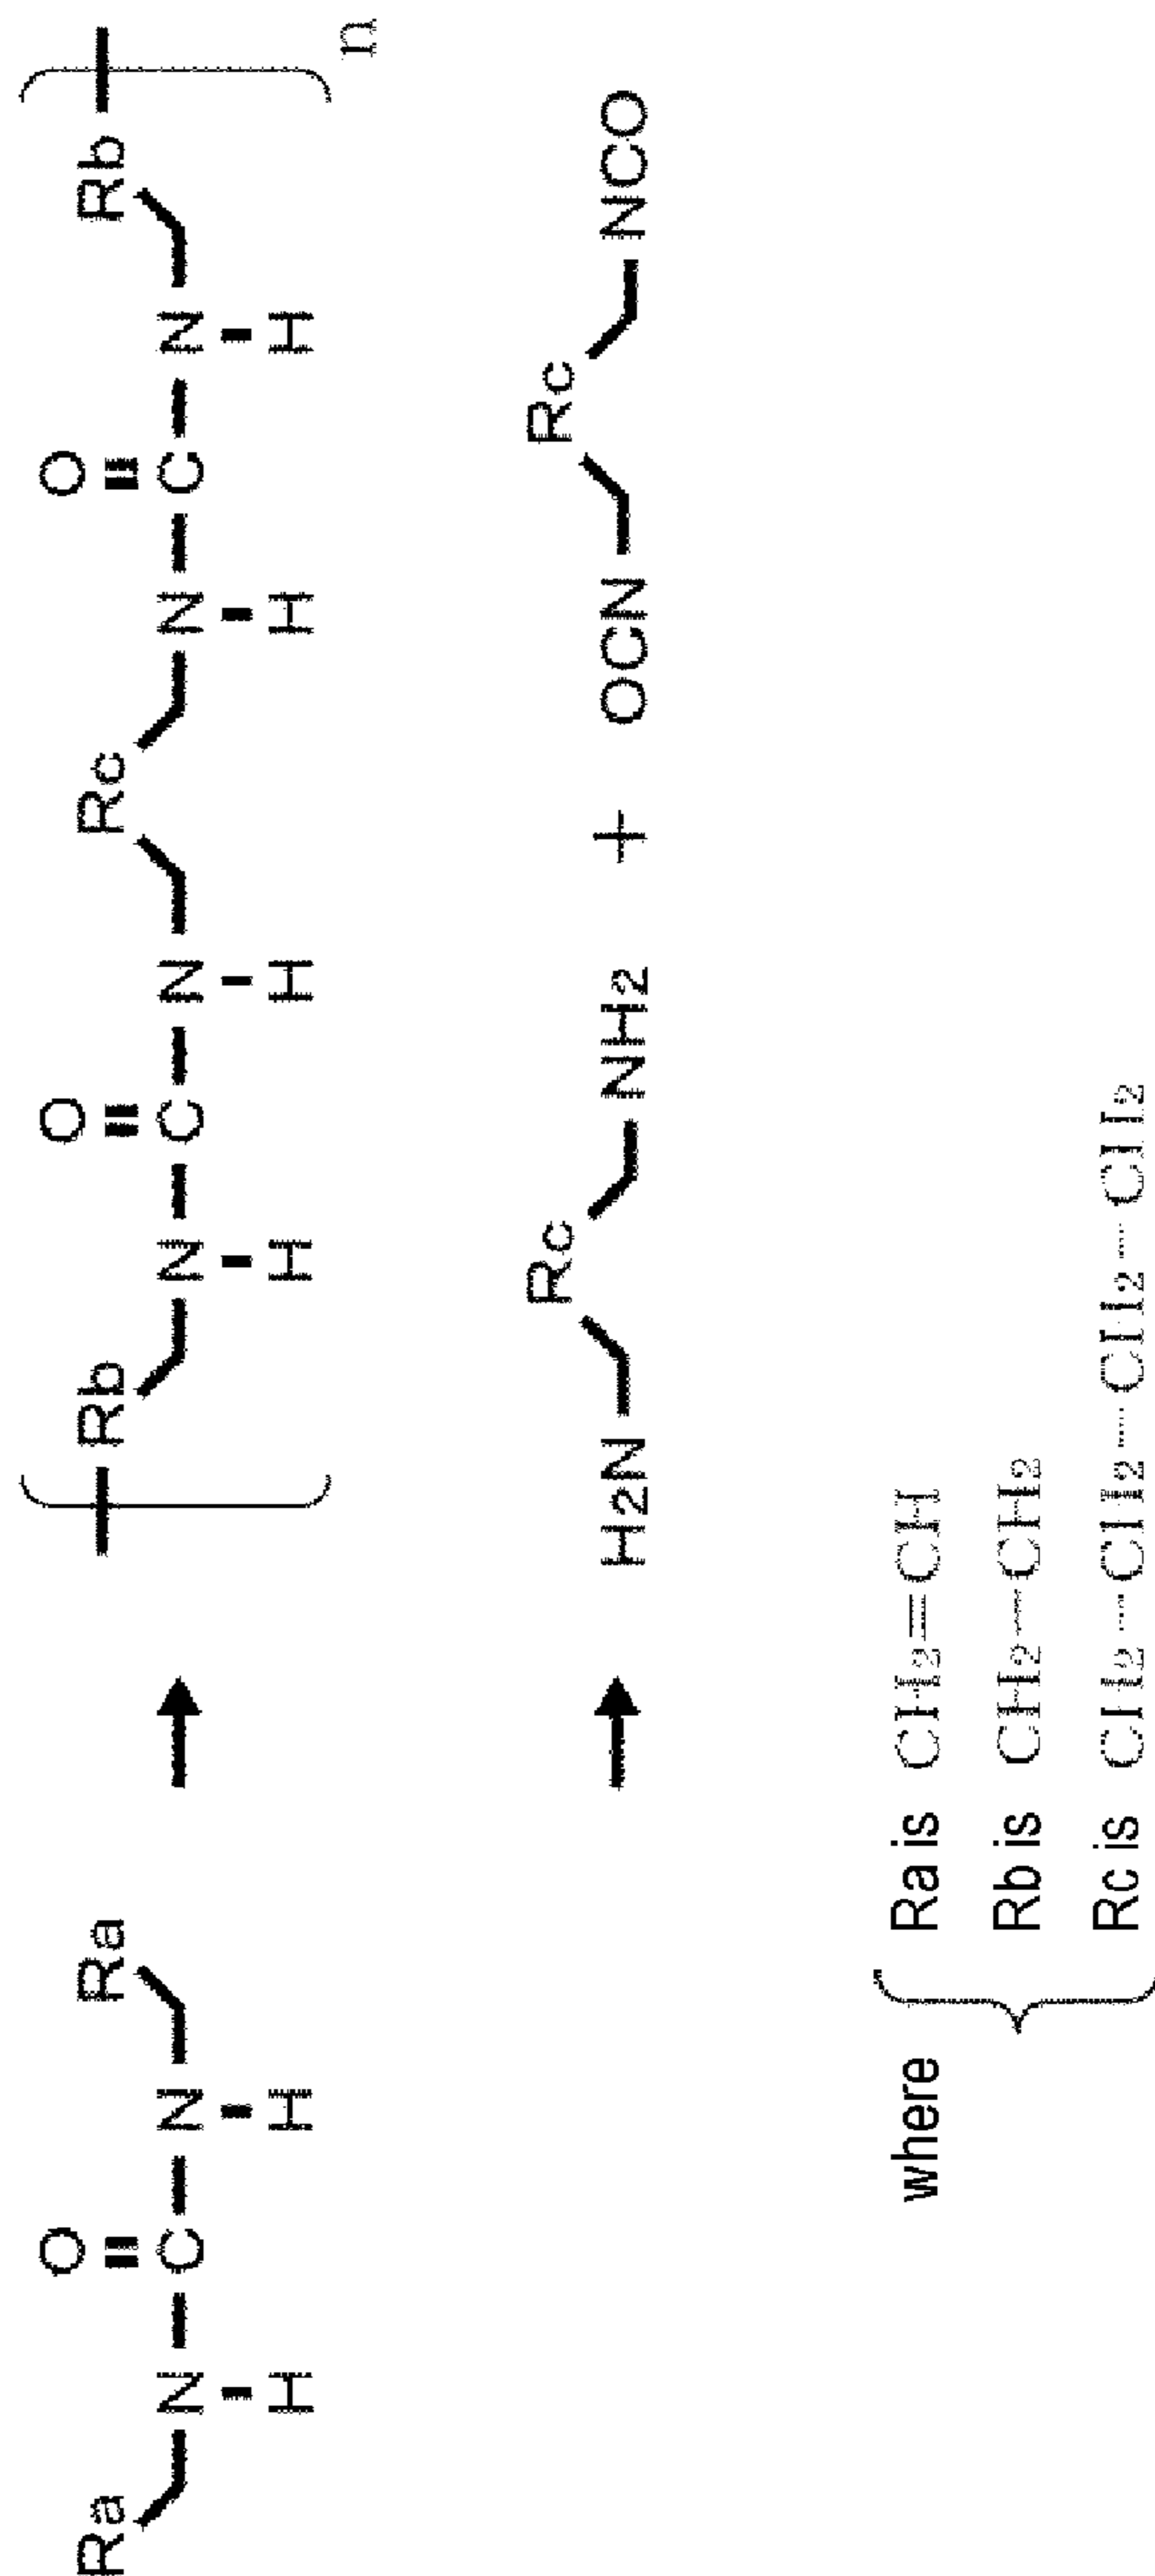 Ra N C N Ra → Rb N C N Rc N C N Rb n
O O O
H H H H H H
→ H2N Rc NH2 + OCN Rc NCO
where
Ra is CH2=CH
Rb is CH2—CH2
Rc is CH2—CH2—CH2—CH2